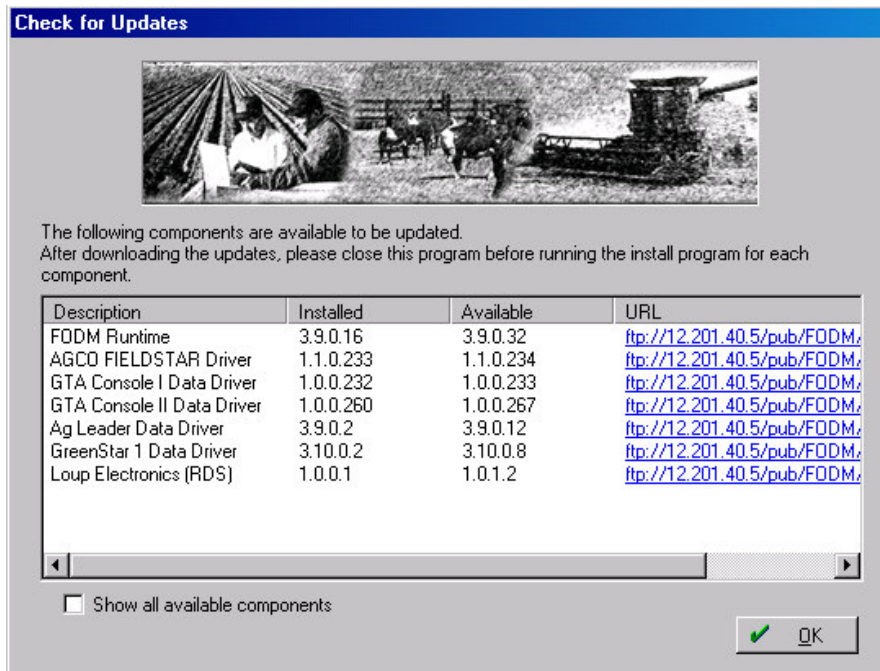 Check for Updates
The following components are available to be updated.
After downloading the updates, please close this program before running the install program for each
component.
Description Installed Available URL
FODM Runtime 3.9.0.16 3.9.0.32 ftp://12.201.40.5/pub/FODM/
AGCO FIELDSTAR Driver 1.1.0.233 1.1.0.234 ftp://12.201.40.5/pub/FODM/
GTA Console I Data Driver 1.0.0.232 1.0.0.233 ftp://12.201.40.5/pub/FODM/
GTA Console II Data Driver 1.0.0.260 1.0.0.267 ftp://12.201.40.5/pub/FODM/
Ag Leader Data Driver 3.9.0.2 3.9.0.12 ftp://12.201.40.5/pub/FODM/
GreenStar 1 Data Driver 3.10.0.2 3.10.0.8 ftp://12.201.40.5/pub/FODM/
Loup Electronics (RDS) 1.0.0.1 1.0.1.2 ftp://12.201.40.5/pub/FODM/
Show all available components
OK